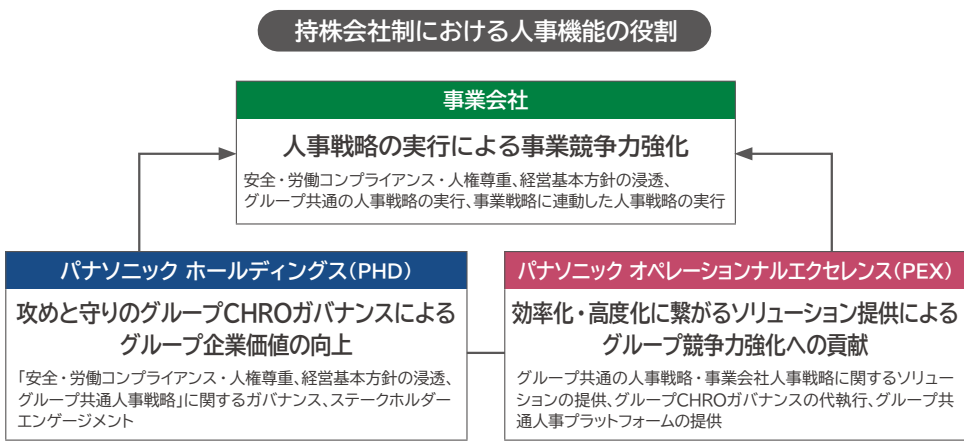 持株会社制における人事機能の役割
事業会社
人事戦略の実行による事業競争力強化
安全・労働コンプライアンス・人権尊重、経営基本方針の浸透、
グループ共通の人事戦略の実行、事業戦略に連動した人事戦略の実行
パナソニック ホールディングス(PHD)
攻めと守りのグループCHROガバナンスによる
グループ企業価値の向上
「安全・労働コンプライアンス・人権尊重、経営基本方針の浸透、
グループ共通人事戦略」に関するガバナンス、ステークホルダー
エンゲージメント
パナソニック オペレーショナルエクセレンス(PEX)
効率化・高度化に繋がるソリューション提供による
グループ競争力強化への貢献
グループ共通の人事戦略・事業会社人事戦略に関するソリュー
ションの提供、グループCHROガバナンスの代執行、グループ共
通人事プラットフォームの提供